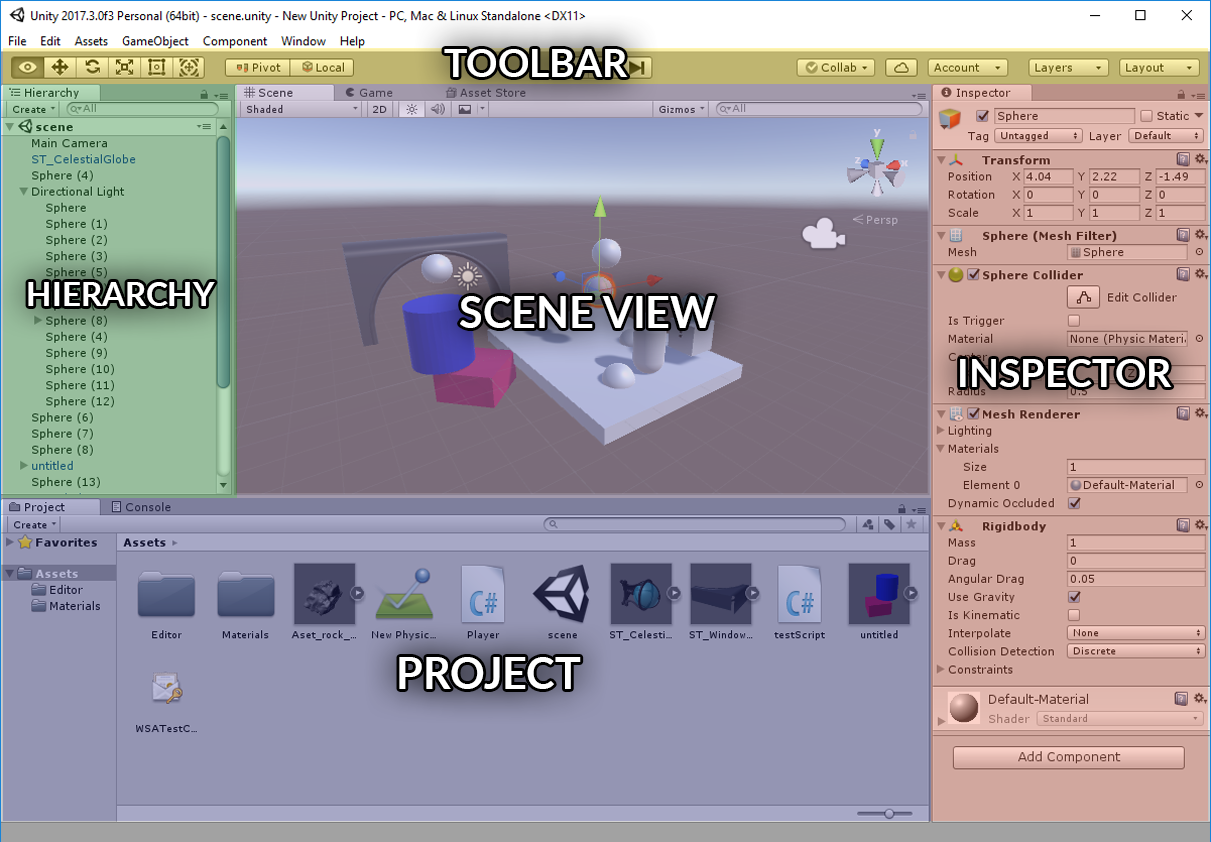 Unity 2017.3.0f3 Personal (64bit) - scene.unity - New Unity Project - PC, Mac & Linux Standalone <DX11>
File Edit Assets GameObject Component Window Help
Pivot Local TOOLBAR Collab Account Layers Layout
Hierarchy
Create All
scene
Main Camera
ST_CelestialGlobe
Sphere (4)
Directional Light
Sphere
Sphere (1)
Sphere (2)
Sphere (3)
Sphere (5)
HIERARCHY
Sphere (8)
Sphere (4)
Sphere (9)
Sphere (10)
Sphere (11)
Sphere (12)
Sphere (6)
Sphere (7)
Sphere (8)
untitled
Sphere (13)
Scene Game Asset Store
Shaded 2D Gizmos All
y
z x
Persp
SCENE VIEW
Inspector
Sphere Static
Tag Untagged Layer Default
Transform
Position X 4.04 Y 2.22 Z -1.49
Rotation X 0 Y 0 Z 0
Scale X 1 Y 1 Z 1
Sphere (Mesh Filter)
Mesh Sphere
Sphere Collider
Edit Collider
Is Trigger
Material None (Physic Materi
Center
INSPECTOR
Radius 0.5
Mesh Renderer
Lighting
Materials
Size 1
Element 0 Default-Material
Dynamic Occluded
Rigidbody
Mass 1
Drag 0
Angular Drag 0.05
Use Gravity
Is Kinematic
Interpolate None
Collision Detection Discrete
Constraints
Default-Material
Shader Standard
Add Component
Project Console
Create
Favorites
Assets
Editor
Materials
Assets
Editor Materials Aset_rock_... New Physic... Player scene ST_Celesti... ST_Window... testScript untitled
C# C#
PROJECT
WSATestC...